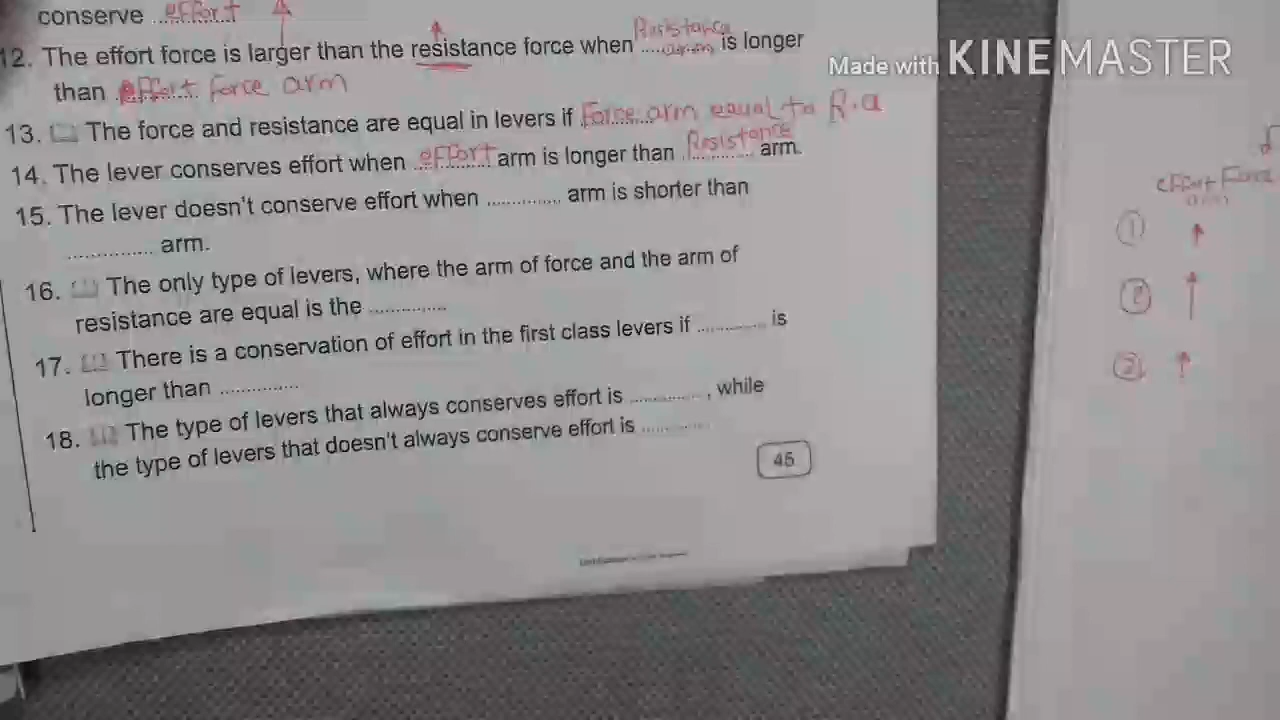 conserve effort
12. The effort force is larger than the resistance force when Resistance arm is longer
than effort force arm
13. The force and resistance are equal in levers if Force arm equal to R.a
14. The lever conserves effort when effort arm is longer than Resistance arm.
15. The lever doesn't conserve effort when .............. arm is shorter than
................ arm.
16. The only type of levers, where the arm of force and the arm of
resistance are equal is the ..............
17. There is a conservation of effort in the first class levers if ............ is
longer than ..............
18. The type of levers that always conserves effort is .............. , while
the type of levers that doesn't always conserve effort is ............
45
Made with KINEMASTER
effort Force
arm
1 ↑
2 ↑
2 ↑